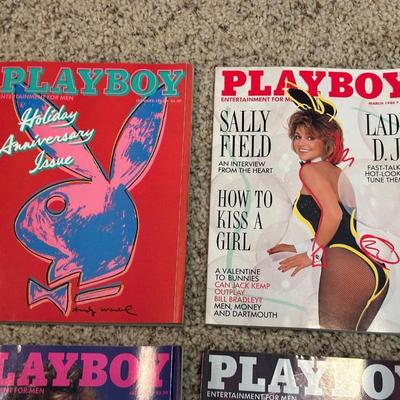 PLAYBOY
ENTERTAINMENT FOR MEN
Holiday
Anniversary
Issue
Andy Warhol
PLAYBOY
ENTERTAINMENT FOR
MARCH 1986
SALLY
FIELD
AN INTERVIEW
FROM THE HEART
LAD
D.J.
FAST-TALK
HOT-LOOK
TUNE THEM
HOW TO
KISS A
GIRL
A VALENTINE
TO BUNNIES
CAN JACK KEMP
OUTPLAY
BILL BRADLEY?
MEN, MONEY
AND DARTMOUTH
PLAYBOY
ENTERTAINMENT FOR MEN
PLAYBO
ENTERTAINMENT FOR MEN